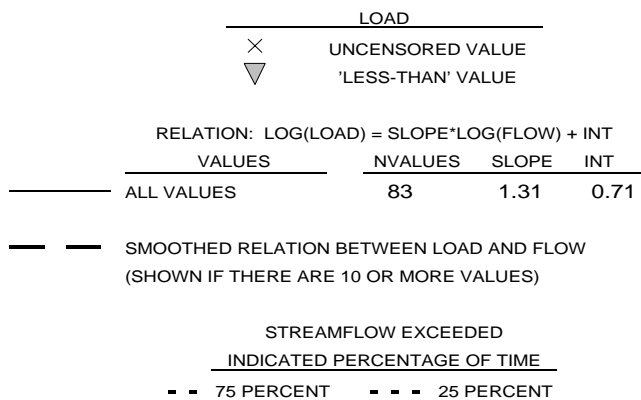 LOAD
UNCENSORED VALUE
'LESS-THAN' VALUE
RELATION: LOG(LOAD) = SLOPE*LOG(FLOW) + INT
VALUES NVALUES SLOPE INT
ALL VALUES 83 1.31 0.71
SMOOTHED RELATION BETWEEN LOAD AND FLOW
(SHOWN IF THERE ARE 10 OR MORE VALUES)
STREAMFLOW EXCEEDED
INDICATED PERCENTAGE OF TIME
75 PERCENT 25 PERCENT